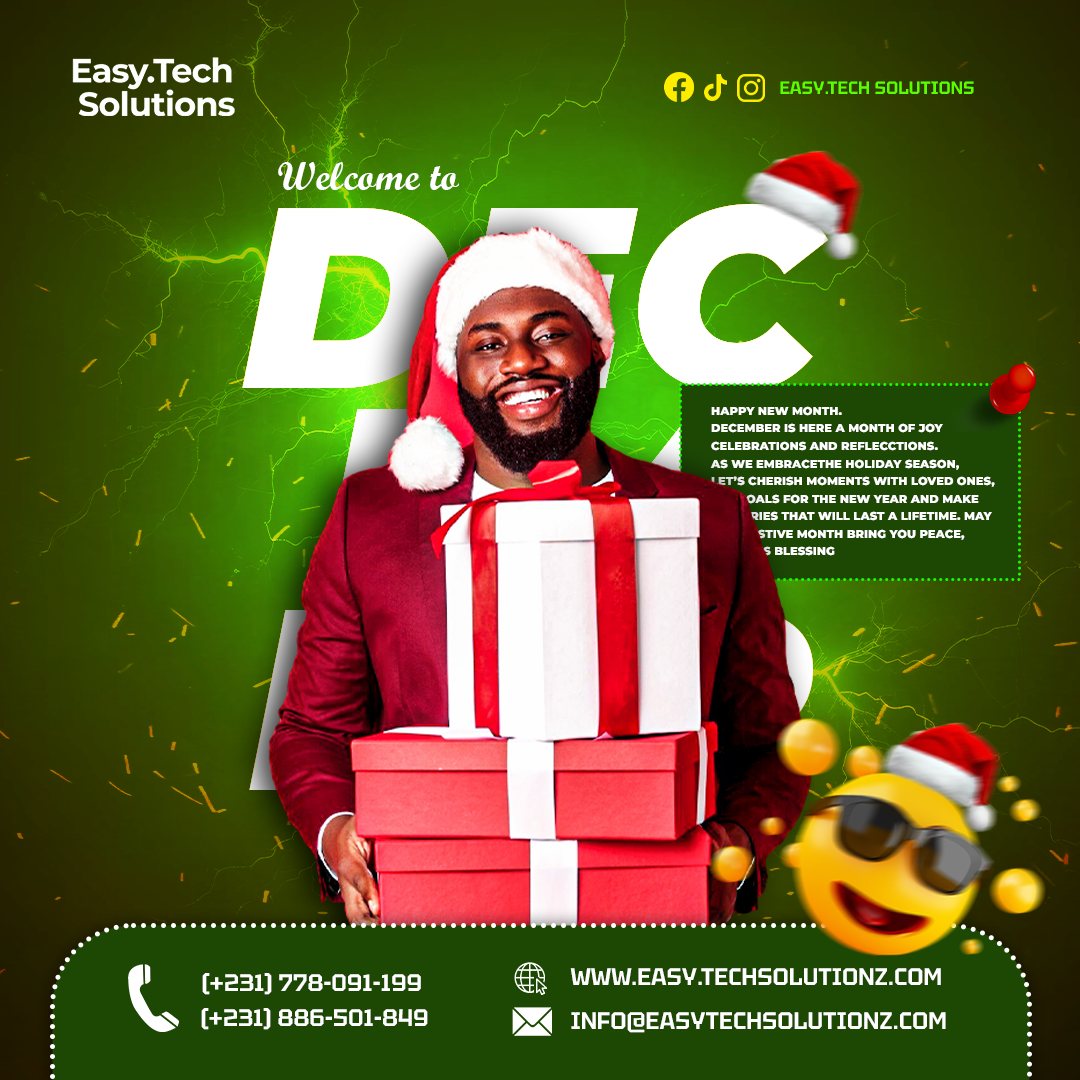 Easy.Tech
Solutions
EASY.TECH SOLUTIONS
Welcome to
DEC
HAPPY NEW MONTH.
DECEMBER IS HERE A MONTH OF JOY
CELEBRATIONS AND REFLECCTIONS.
AS WE EMBRACETHE HOLIDAY SEASON,
LET'S CHERISH MOMENTS WITH LOVED ONES,
FOR THE NEW YEAR AND MAKE
THAT WILL LAST A LIFETIME. MAY
MONTH BRING YOU PEACE,
BLESSING
(+231) 778-091-199
(+231) 886-501-849
WWW.EASY.TECHSOLUTIONZ.COM
INFO@EASYTECHSOLUTIONZ.COM